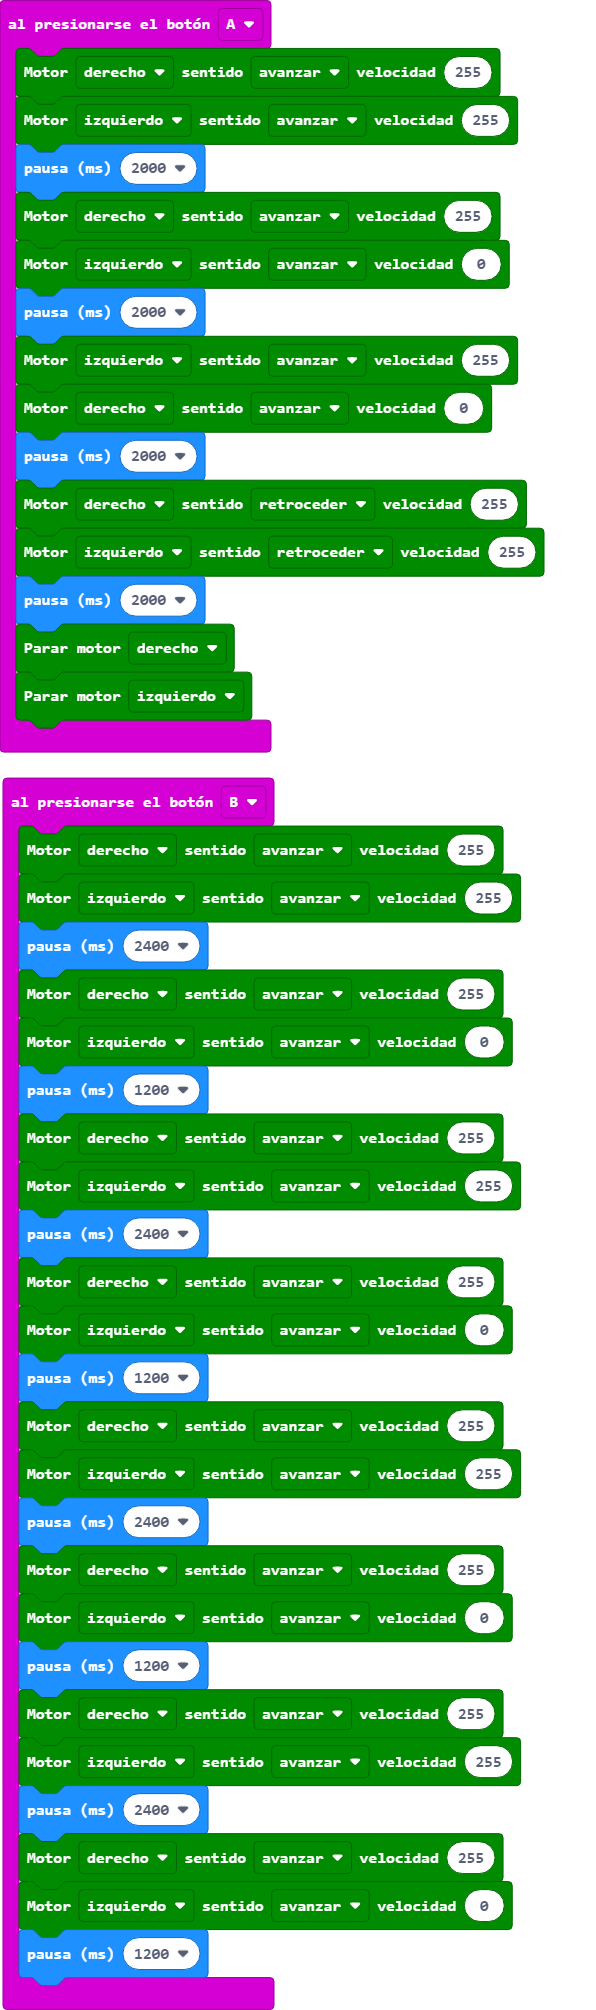 al presionarse el botón A
Motor derecho sentido avanzar velocidad 255
Motor izquierdo sentido avanzar velocidad 255
pausa (ms) 2000
Motor derecho sentido avanzar velocidad 255
Motor izquierdo sentido avanzar velocidad 0
pausa (ms) 2000
Motor izquierdo sentido avanzar velocidad 255
Motor derecho sentido avanzar velocidad 0
pausa (ms) 2000
Motor derecho sentido retroceder velocidad 255
Motor izquierdo sentido retroceder velocidad 255
pausa (ms) 2000
Parar motor derecho
Parar motor izquierdo
al presionarse el botón B
Motor derecho sentido avanzar velocidad 255
Motor izquierdo sentido avanzar velocidad 255
pausa (ms) 2400
Motor derecho sentido avanzar velocidad 255
Motor izquierdo sentido avanzar velocidad 0
pausa (ms) 1200
Motor derecho sentido avanzar velocidad 255
Motor izquierdo sentido avanzar velocidad 255
pausa (ms) 2400
Motor derecho sentido avanzar velocidad 255
Motor izquierdo sentido avanzar velocidad 0
pausa (ms) 1200
Motor derecho sentido avanzar velocidad 255
Motor izquierdo sentido avanzar velocidad 255
pausa (ms) 2400
Motor derecho sentido avanzar velocidad 255
Motor izquierdo sentido avanzar velocidad 0
pausa (ms) 1200
Motor derecho sentido avanzar velocidad 255
Motor izquierdo sentido avanzar velocidad 255
pausa (ms) 2400
Motor derecho sentido avanzar velocidad 255
Motor izquierdo sentido avanzar velocidad 0
pausa (ms) 1200